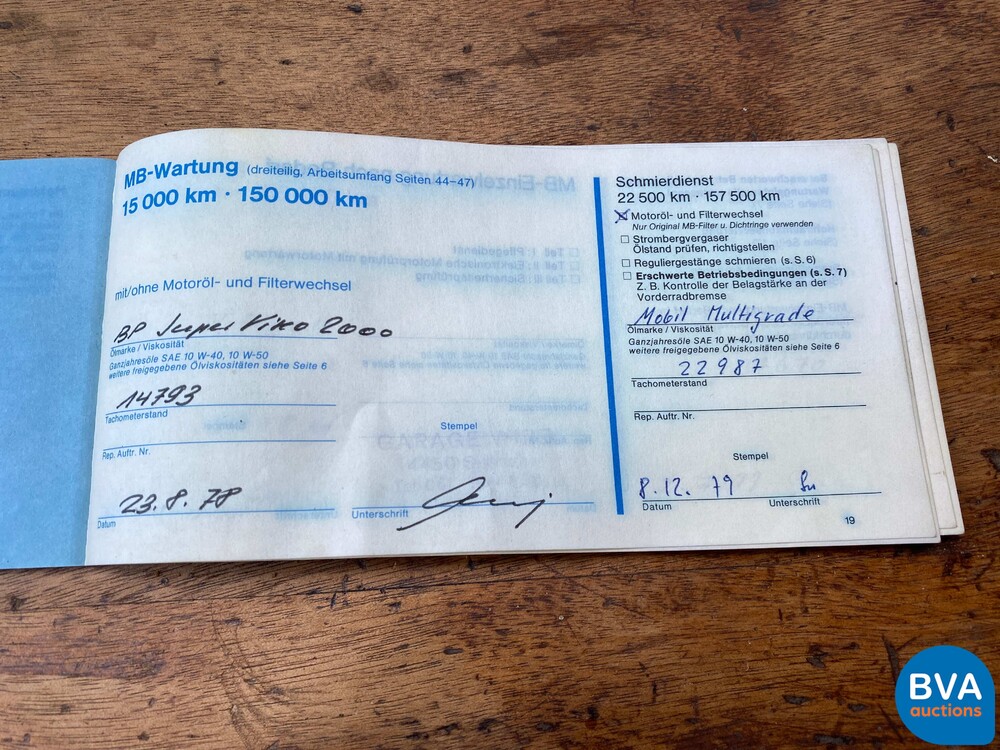 MB-Wartung (dreiteilig, Arbeitsumfang Seiten 44–47)
15 000 km · 150 000 km
mit/ohne Motoröl- und Filterwechsel
BP Super Visco 2000
Ölmarke / Viskosität
Ganzjahresöle SAE 10 W-40, 10 W-50
weitere freigegebene Ölviskositäten siehe Seite 6
14793
Tachometerstand
Rep. Auftr. Nr.
Stempel
23.8.78
Datum
Unterschrift
Schmierdienst
22 500 km · 157 500 km
Motoröl- und Filterwechsel
Nur Original MB-Filter u. Dichtringe verwenden
Strombergvergaser
Ölstand prüfen, richtigstellen
Reguliergestänge schmieren (s. S. 6)
Erschwerte Betriebsbedingungen (s. S. 7)
Z. B. Kontrolle der Belagstärke an der
Vorderradbremse
Mobil Multigrade
Ölmarke / Viskosität
Ganzjahresöle SAE 10 W-40, 10 W-50
weitere freigegebene Ölviskositäten siehe Seite 6
22987
Tachometerstand
Rep. Auftr. Nr.
Stempel
8.12.79
Datum
Unterschrift
19
BVA
auctions